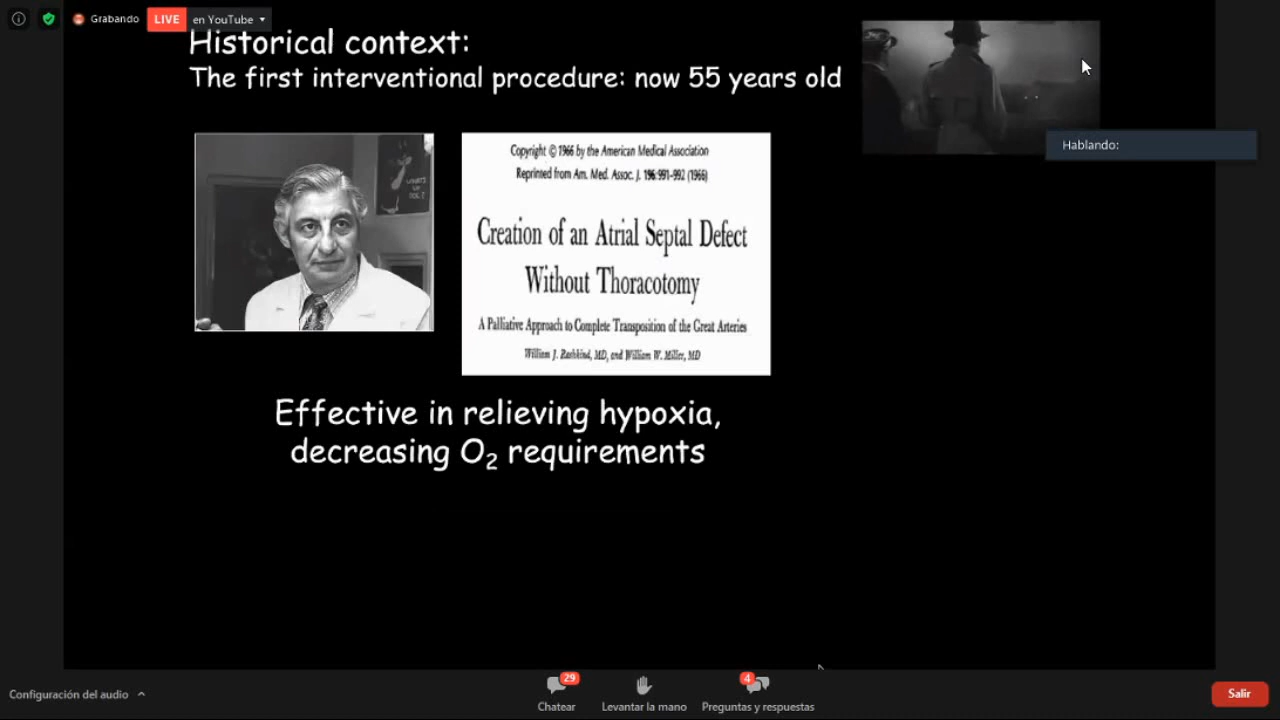 Grabando
LIVE
en YouTube
Historical context:
The first interventional procedure: now 55 years old
Hablando:
WHAT'S
UP
DOC?
Copyright © 1966 by the American Medical Association
Reprinted from Am. Med. Assoc. J. 196:991-992 (1966)
Creation of an Atrial Septal Defect
Without Thoracotomy
A Palliative Approach to Complete Transposition of the Great Arteries
William J. Rashkind, MD, and William W. Miller, MD
Effective in relieving hypoxia,
decreasing O₂ requirements
Configuración del audio
29
Chatear
Levantar la mano
4
Preguntas y respuestas
Salir